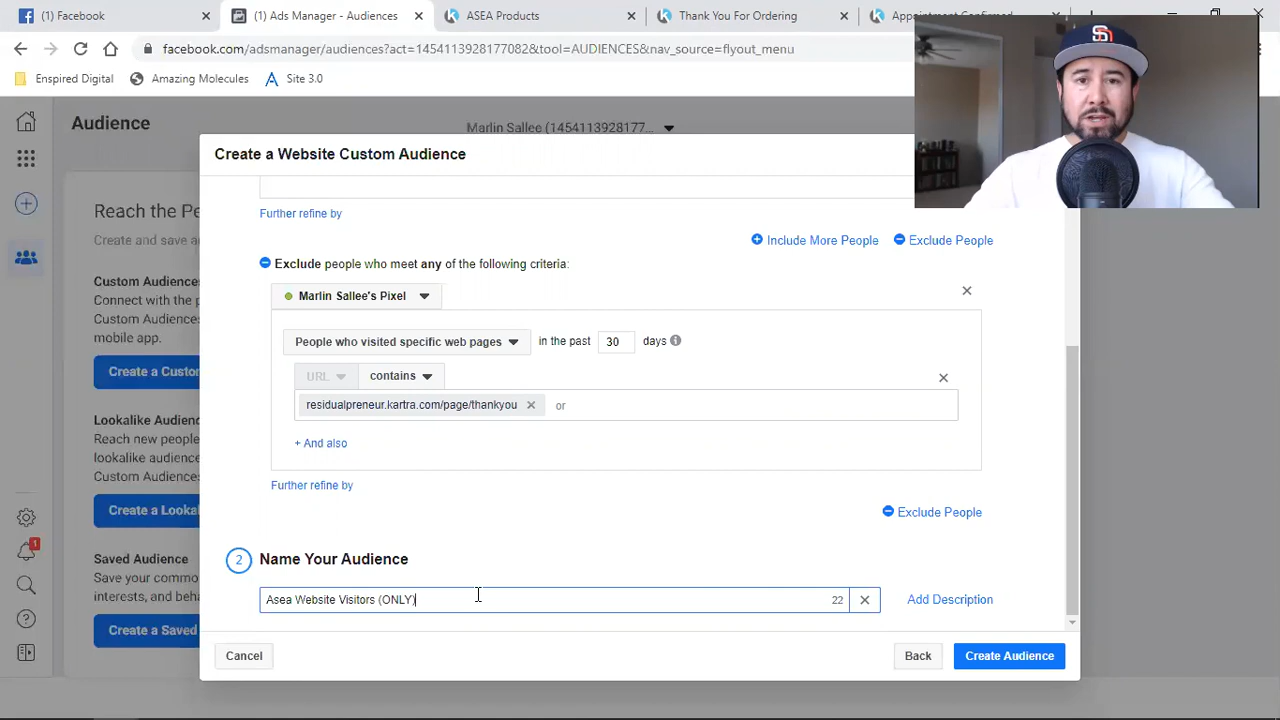 (1) Facebook
(1) Ads Manager - Audiences
ASEA Products
Thank You For Ordering
Appointment Confirmed
facebook.com/adsmanager/audiences?act=1454113928177082&tool=AUDIENCES&nav_source=flyout_menu
Enspired Digital
Amazing Molecules
Site 3.0
Audience
Marlin Sallee (1454113928177...
Reach the Pe
Create and save au
Custom Audiences
Connect with the p
Custom Audiences
mobile app.
Create a Custom
Lookalike Audience
Reach new people
lookalike audience
Custom Audiences
Create a Lookal
Saved Audience
Save your commo
interests, and beha
Create a Saved
1
Create a Website Custom Audience
Further refine by
Include More People
Exclude People
Exclude people who meet any of the following criteria:
Marlin Sallee's Pixel
People who visited specific web pages
in the past
30
days
URL
contains
residualpreneur.kartra.com/page/thankyou
or
+ And also
Further refine by
Exclude People
2
Name Your Audience
Asea Website Visitors (ONLY)
22
Add Description
Cancel
Back
Create Audience